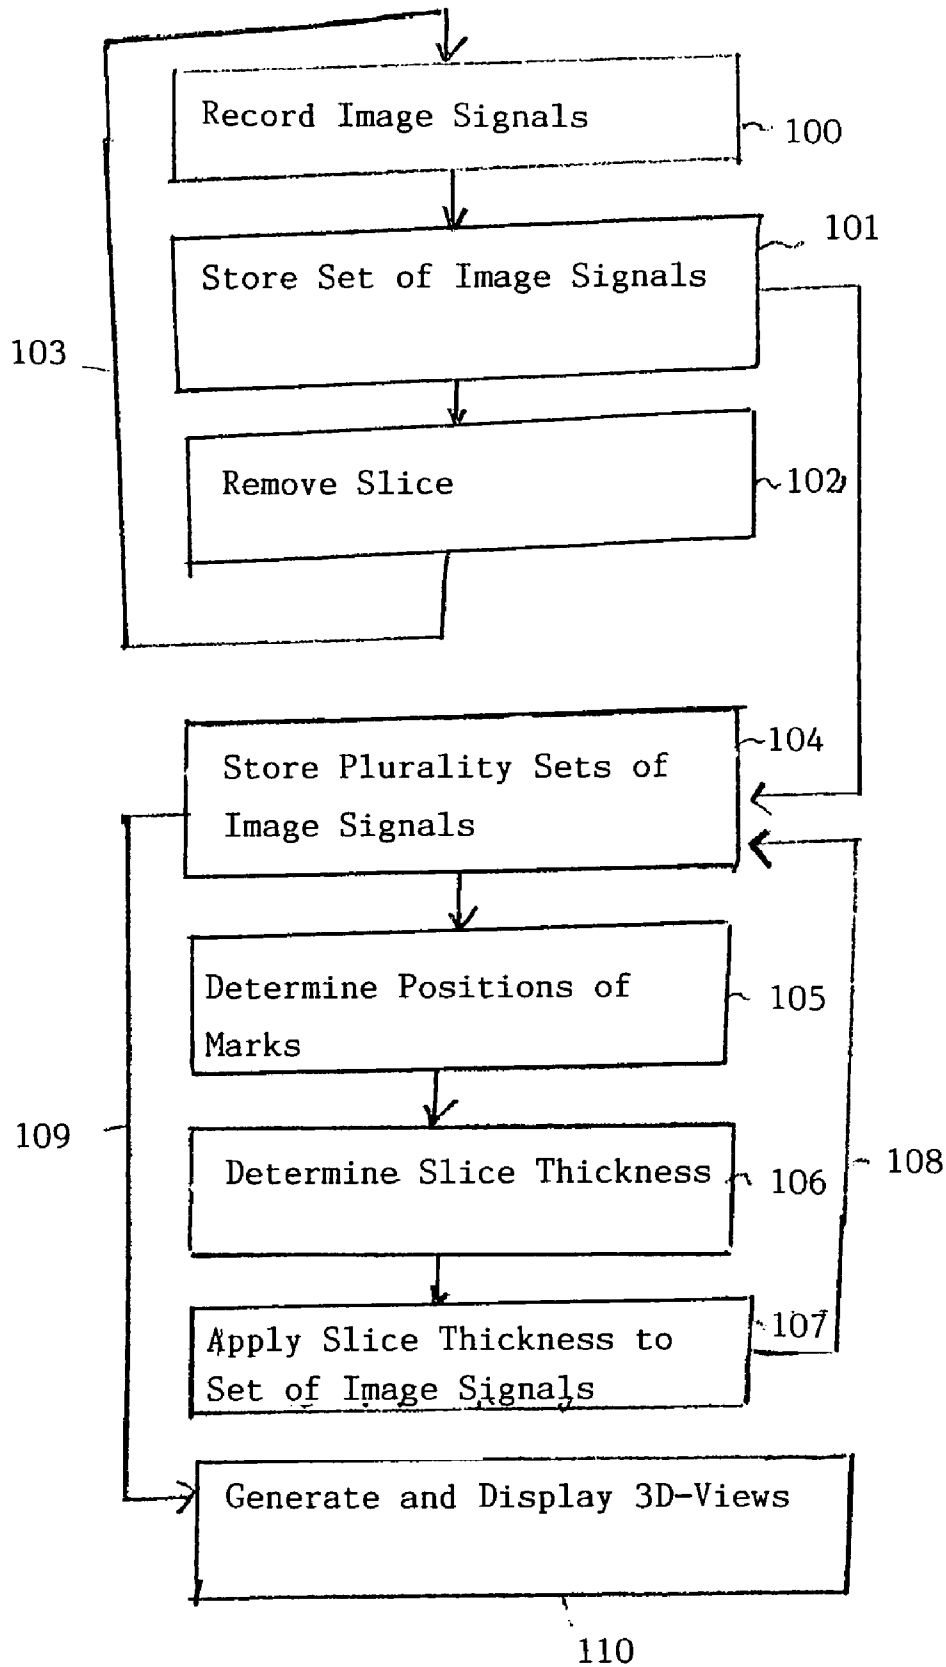 Record Image Signals
100
101
Store Set of Image Signals
103
Remove Slice
102
104
Store Plurality Sets of
Image Signals
Determine Positions of
Marks
105
109
Determine Slice Thickness
106
108
107
Apply Slice Thickness to
Set of Image Signals
Generate and Display 3D-Views
110